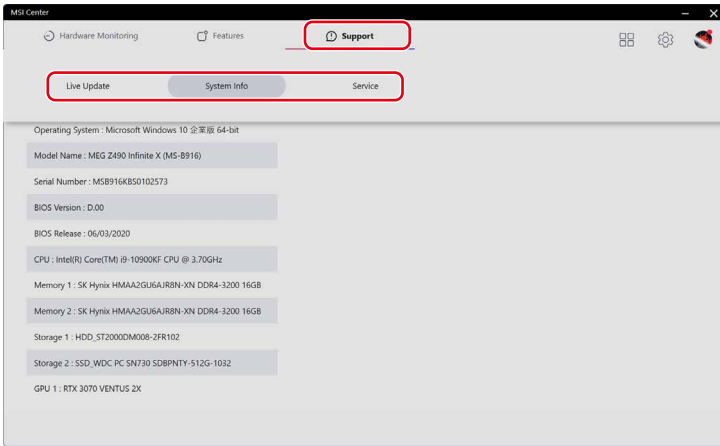 MSI Center
Hardware Monitoring
Features
Support
Live Update
System Info
Service
Operating System : Microsoft Windows 10 企業版 64-bit
Model Name : MEG Z490 Infinite X (MS-B916)
Serial Number : MSB916KBS0102573
BIOS Version : D.00
BIOS Release : 06/03/2020
CPU : Intel(R) Core(TM) i9-10900KF CPU @ 3.70GHz
Memory 1 : SK Hynix HMAA2GU6AJR8N-XN DDR4-3200 16GB
Memory 2 : SK Hynix HMAA2GU6AJR8N-XN DDR4-3200 16GB
Storage 1 : HDD_ST2000DM008-2FR102
Storage 2 : SSD_WDC PC SN730 SDBPNTY-512G-1032
GPU 1 : RTX 3070 VENTUS 2X